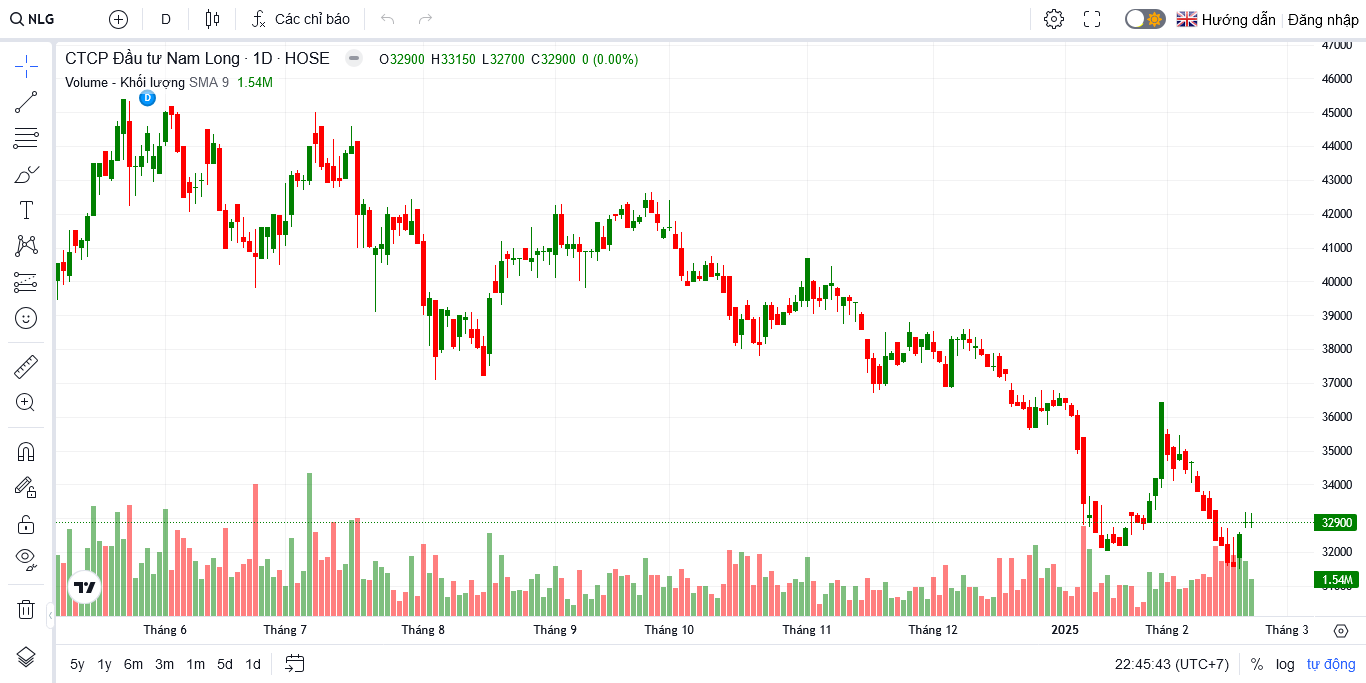 NLG D Các chỉ báo Hướng dẫn Đăng nhập
CTCP Đầu tư Nam Long · 1D · HOSE O32900 H33150 L32700 C32900 0 (0.00%)
Volume - Khối lượng SMA 9 1.54M
D
47000
46000
45000
44000
43000
42000
41000
40000
39000
38000
37000
36000
35000
34000
32900
32000
1.54M
Tháng 6 Tháng 7 Tháng 8 Tháng 9 Tháng 10 Tháng 11 Tháng 12 2025 Tháng 2 Tháng 3
5y 1y 6m 3m 1m 5d 1d 22:45:43 (UTC+7) % log tự động